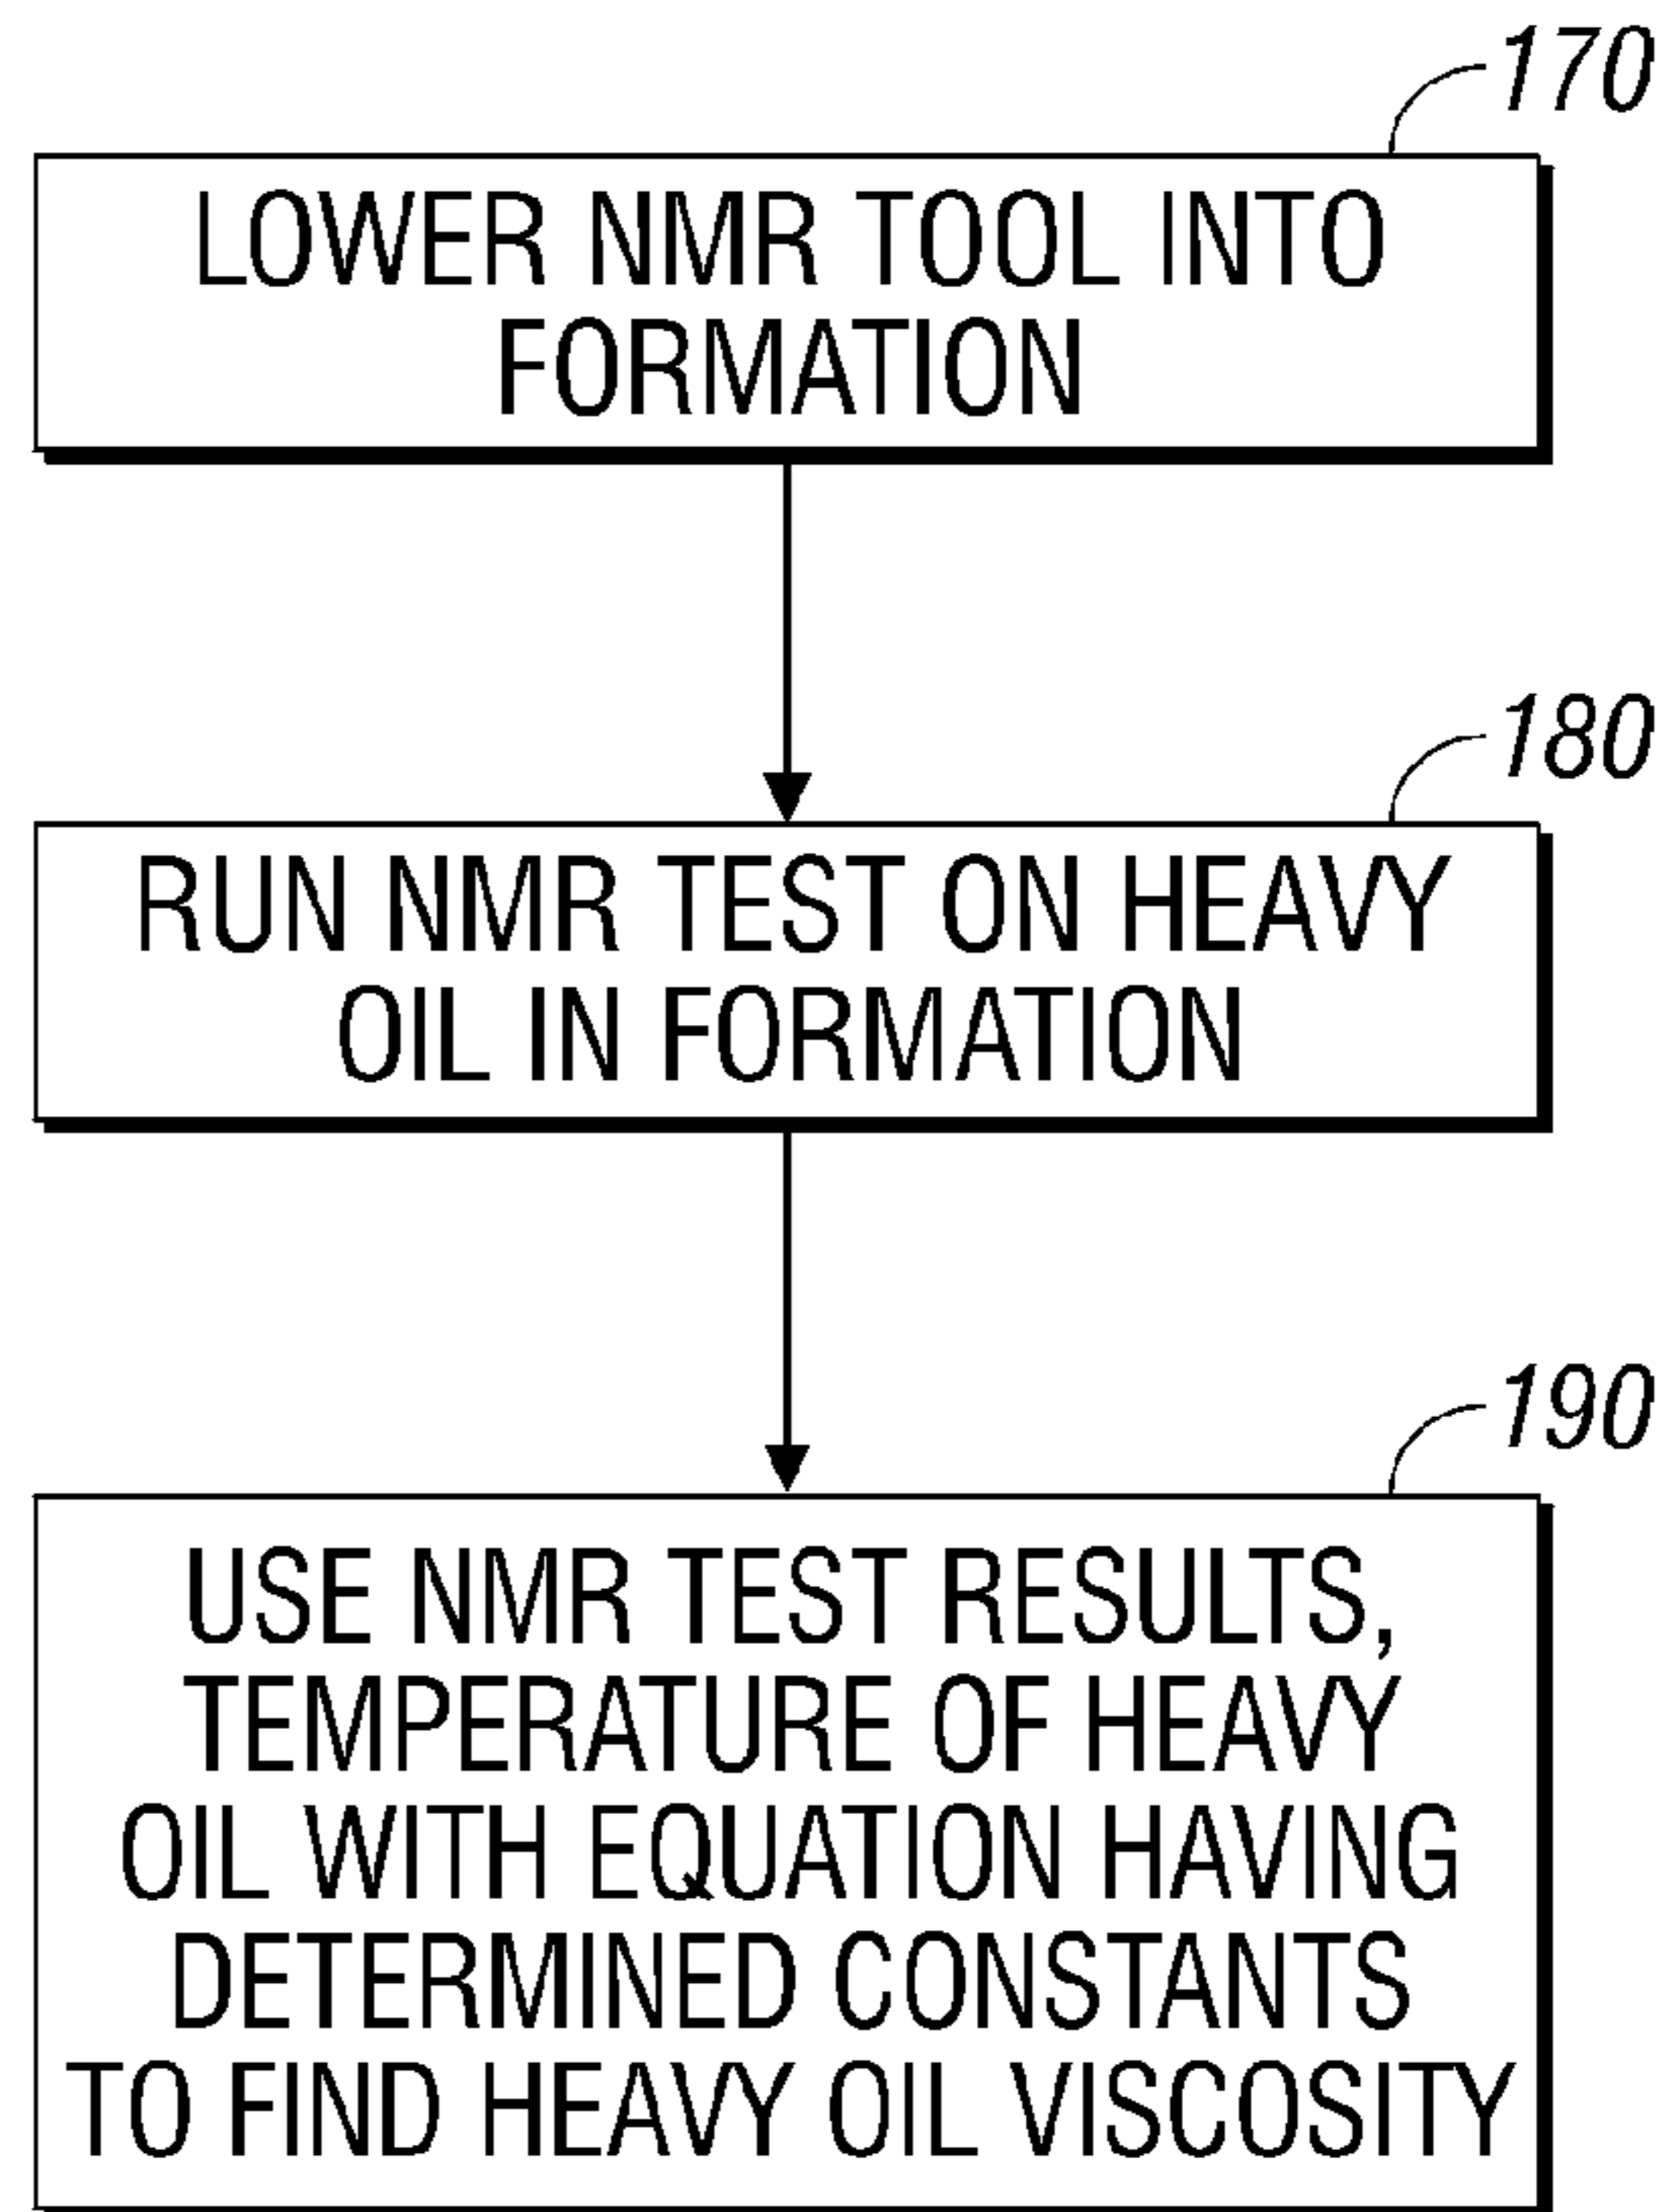 170
LOWER NMR TOOL INTO
FORMATION
180
RUN NMR TEST ON HEAVY
OIL IN FORMATION
190
USE NMR TEST RESULTS,
TEMPERATURE OF HEAVY
OIL WITH EQUATION HAVING
DETERMINED CONSTANTS
TO FIND HEAVY OIL VISCOSITY